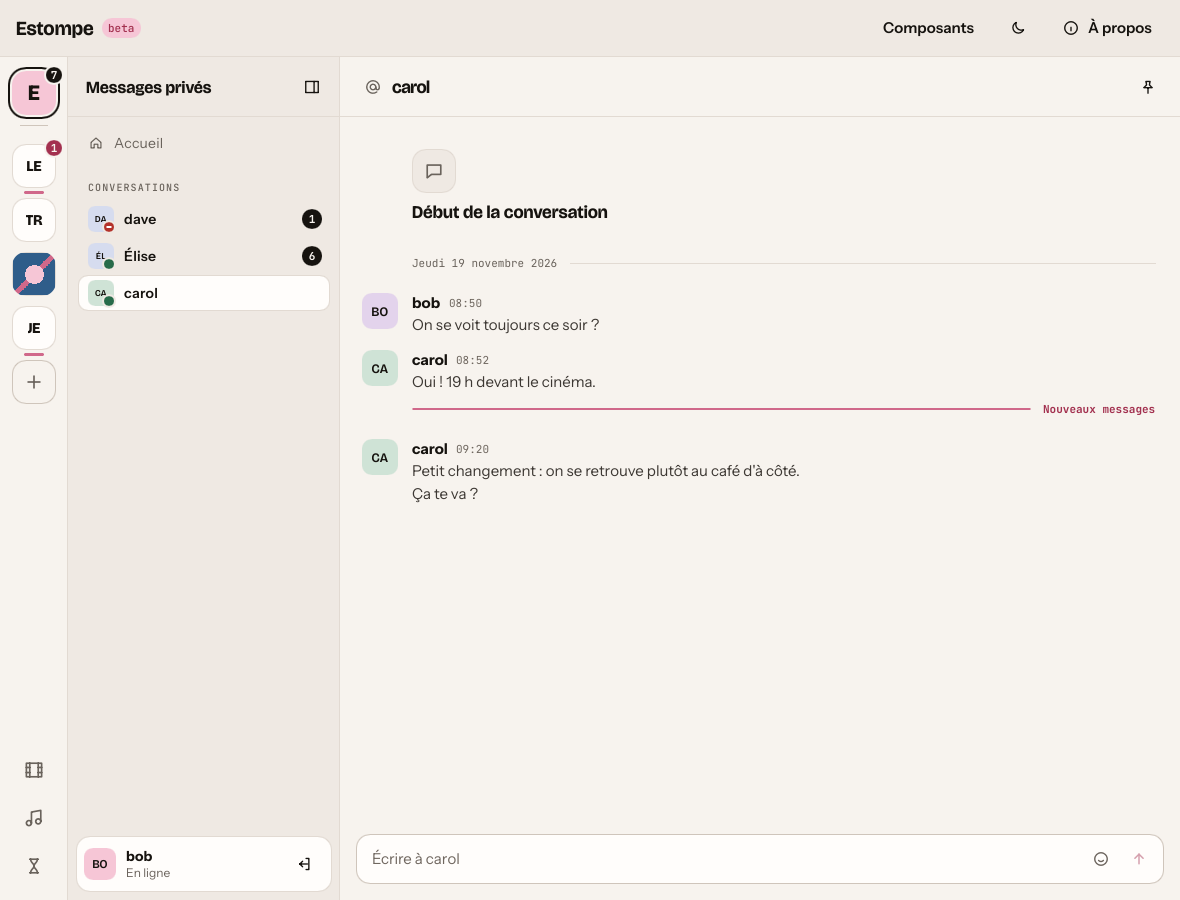 Estompe beta
Composants
À propos
E 7
LE 1
TR
JE
Messages privés
Accueil
CONVERSATIONS
DA dave 1
ÉL Élise 6
CA carol
BO bob
En ligne
carol
Début de la conversation
Jeudi 19 novembre 2026
BO bob 08:50
On se voit toujours ce soir ?
CA carol 08:52
Oui ! 19 h devant le cinéma.
Nouveaux messages
CA carol 09:20
Petit changement : on se retrouve plutôt au café d'à côté.
Ça te va ?
Écrire à carol